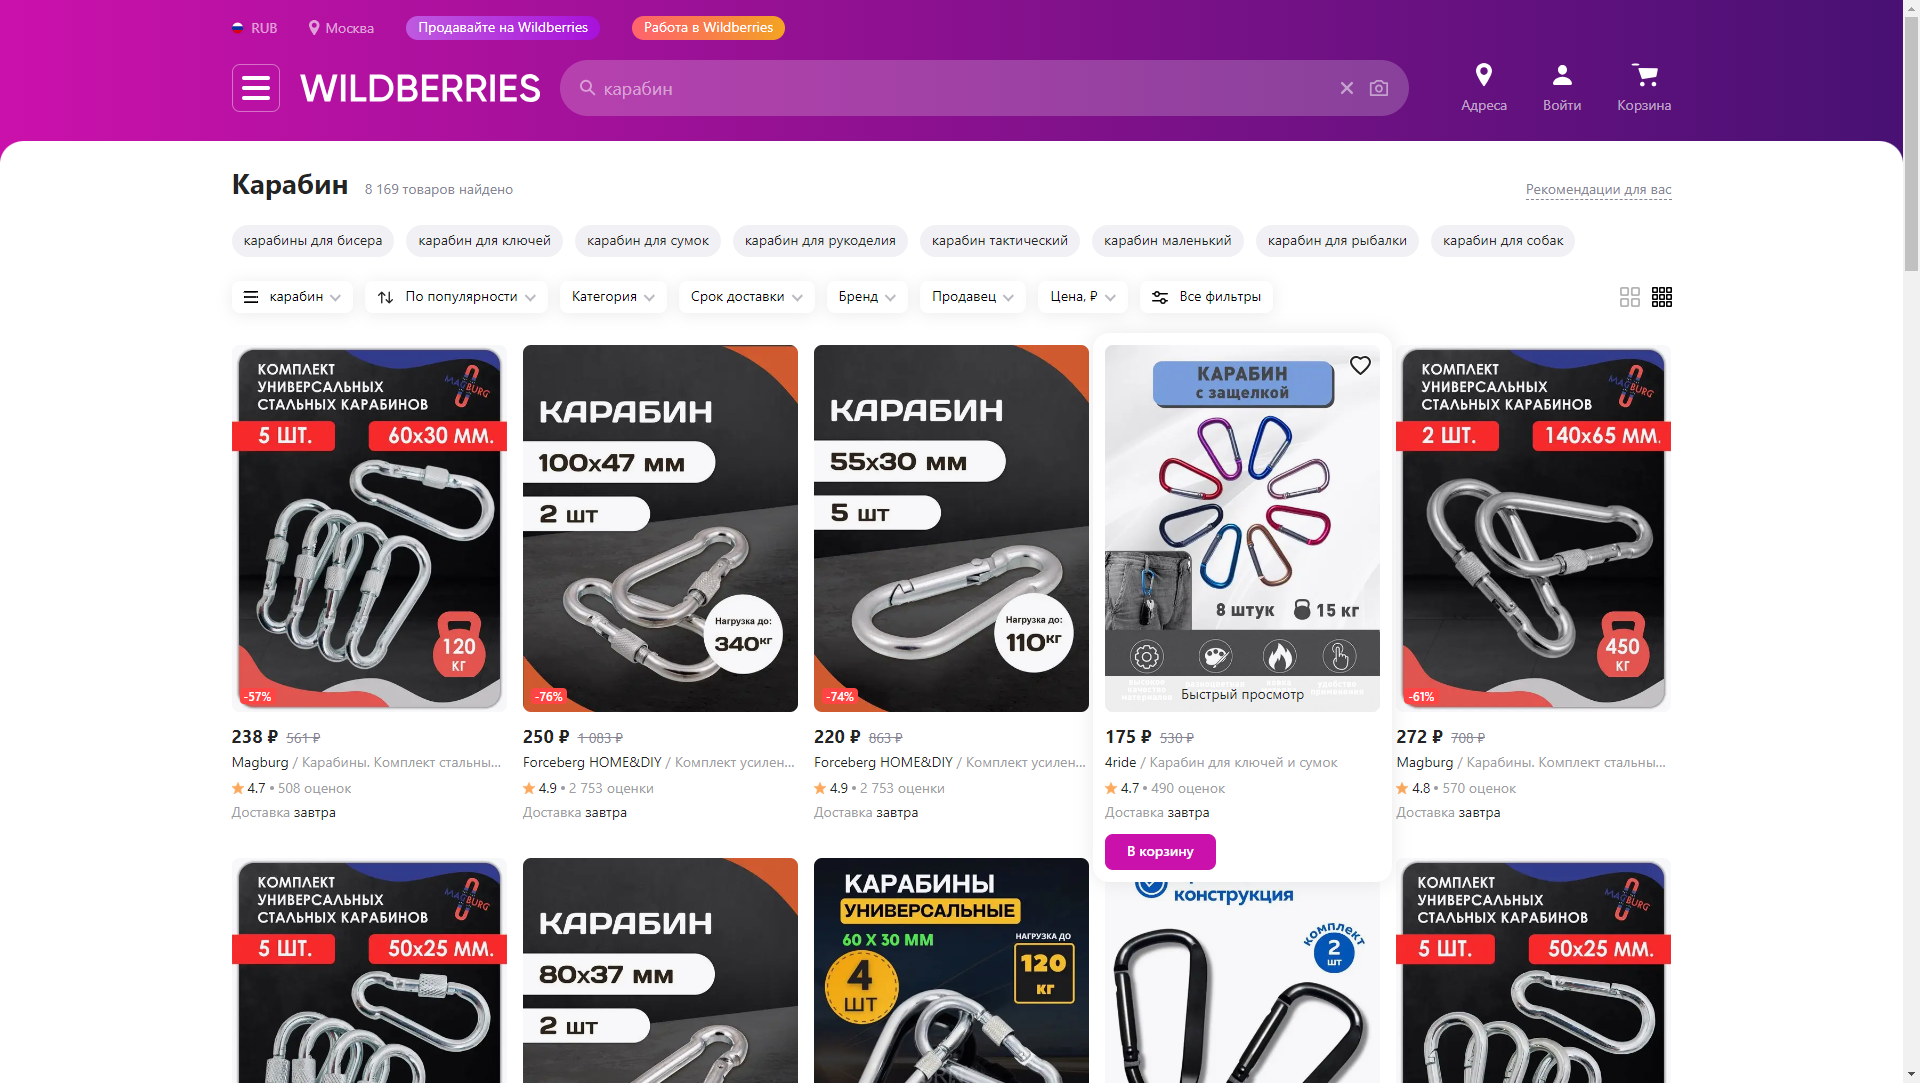 RUB
Москва
Продавайте на Wildberries
Работа в Wildberries
WILDBERRIES
карабин
Адреса
Войти
Корзина
Карабин
8 169 товаров найдено
Рекомендации для вас
карабины для бисера
карабин для ключей
карабин для сумок
карабин для рукоделия
карабин тактический
карабин маленький
карабин для рыбалки
карабин для собак
карабин
По популярности
Категория
Срок доставки
Бренд
Продавец
Цена, ₽
Все фильтры
КОМПЛЕКТ
УНИВЕРСАЛЬНЫХ
СТАЛЬНЫХ КАРАБИНОВ
MAGBURG
5 ШТ.
60х30 ММ.
120
КГ
-57%
238 ₽ 561 ₽
Magburg / Карабины. Комплект стальны...
4.7 • 508 оценок
Доставка завтра
КАРАБИН
100х47 мм
2 шт
Нагрузка до:
340кг
-76%
250 ₽ 1 083 ₽
Forceberg HOME&DIY / Комплект усилен...
4.9 • 2 753 оценки
Доставка завтра
КАРАБИН
55х30 мм
5 шт
Нагрузка до:
110кг
-74%
220 ₽ 863 ₽
Forceberg HOME&DIY / Комплект усилен...
4.9 • 2 753 оценки
Доставка завтра
КАРАБИН
с защелкой
8 штук
15 кг
Быстрый просмотр
175 ₽ 530 ₽
4ride / Карабин для ключей и сумок
4.7 • 490 оценок
Доставка завтра
В корзину
КОМПЛЕКТ
УНИВЕРСАЛЬНЫХ
СТАЛЬНЫХ КАРАБИНОВ
MAGBURG
2 ШТ.
140х65 ММ.
450
КГ
-61%
272 ₽ 708 ₽
Magburg / Карабины. Комплект стальны...
4.8 • 570 оценок
Доставка завтра
КОМПЛЕКТ
УНИВЕРСАЛЬНЫХ
СТАЛЬНЫХ КАРАБИНОВ
MAGBURG
5 ШТ.
50х25 ММ.
КАРАБИН
80х37 мм
2 шт
КАРАБИНЫ
УНИВЕРСАЛЬНЫЕ
60 Х 30 ММ
НАГРУЗКА ДО
120
КГ
4
ШТ
конструкция
КОМПЛЕКТ
2
шт
КОМПЛЕКТ
УНИВЕРСАЛЬНЫХ
СТАЛЬНЫХ КАРАБИНОВ
MAGBURG
5 ШТ.
50х25 ММ.